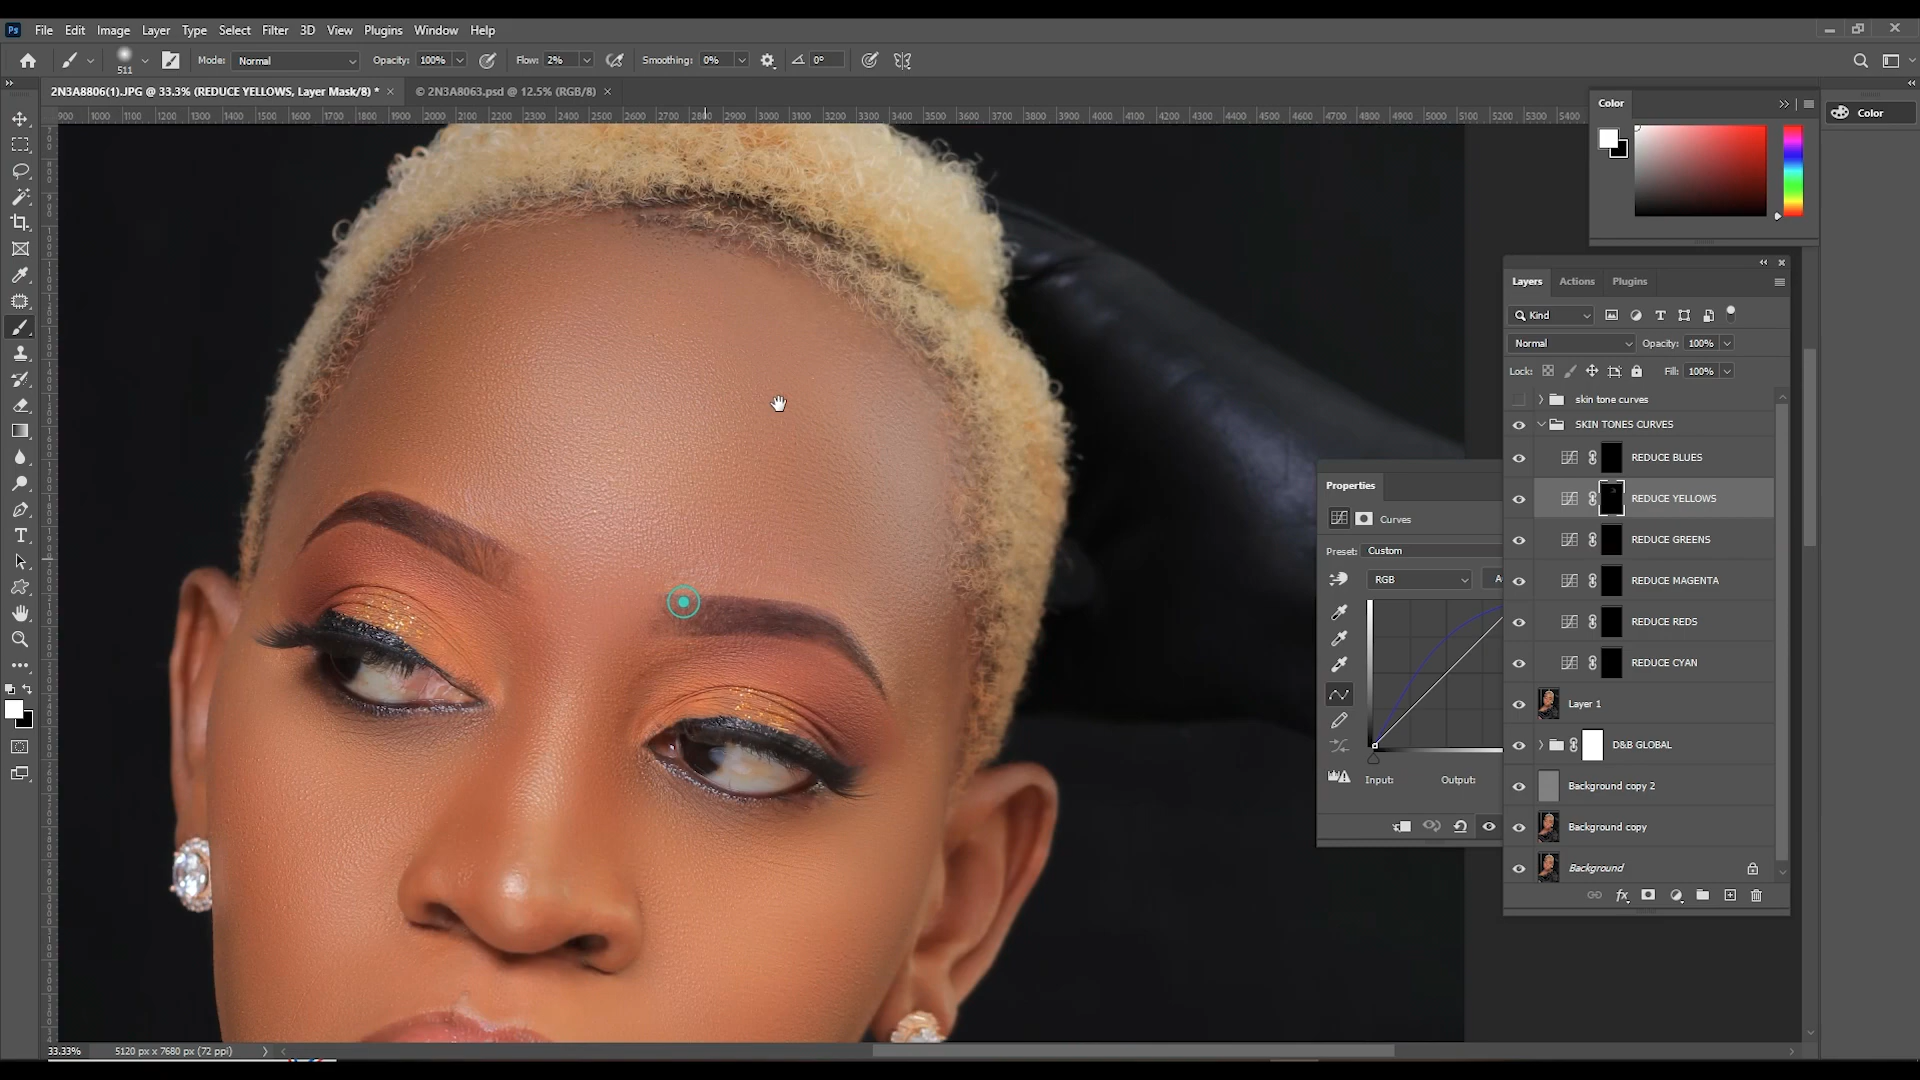 Ps File Edit Image Layer Type Select Filter 3D View Plugins Window Help
511 Mode: Normal Opacity: 100% Flow: 2% Smoothing: 0% 0°
2N3A8806(1).JPG @ 33.3% (REDUCE YELLOWS, Layer Mask/8) * × © 2N3A8063.psd @ 12.5% (RGB/8) ×
900 1000 1100 1200 1300 1400 1500 1600 1700 1800 1900 2000 2100 2200 2300 2400 2500 2600 2700 2800 2900 3000 3100 3200 3300 3400 3500 3600 3700 3800 3900 4000 4100 4200 4300 4400 4500 4600 4700 4800 4900 5000 5100 5200 5300 5400
Color
Color
Layers Actions Plugins
Kind
Normal Opacity: 100%
Lock: Fill: 100%
skin tone curves
SKIN TONES CURVES
REDUCE BLUES
REDUCE YELLOWS
REDUCE GREENS
REDUCE MAGENTA
REDUCE REDS
REDUCE CYAN
Layer 1
D&B GLOBAL
Background copy 2
Background copy
Background
fx
Properties
Curves
Preset: Custom
RGB A
Input: Output:
33.33% 5120 px x 7680 px (72 ppi)